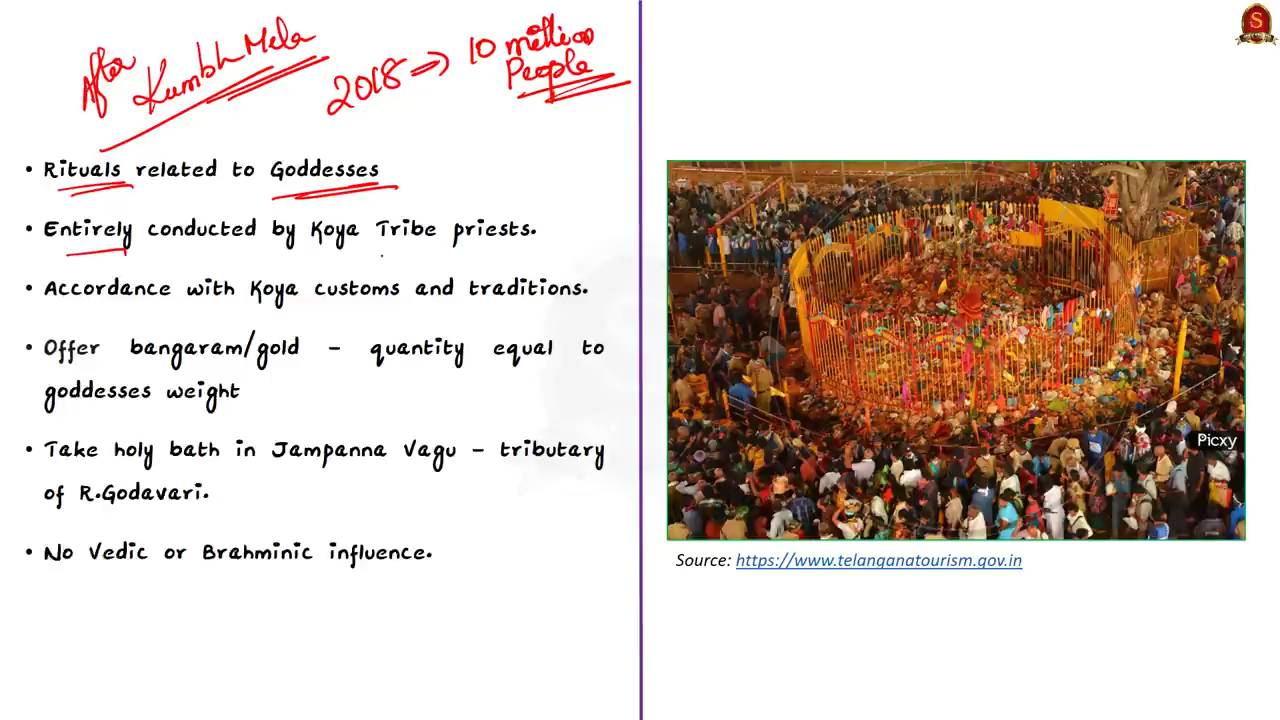 After
Kumbh Mela
2018 => 10 million
People
• Rituals related to Goddesses
• Entirely conducted by Koya Tribe priests.
• Accordance with Koya customs and traditions.
• Offer bangaram/gold – quantity equal to
goddesses weight
• Take holy bath in Jampanna Vagu – tributary
of R.Godavari.
• No Vedic or Brahminic influence.
Picxy
Source: https://www.telanganatourism.gov.in